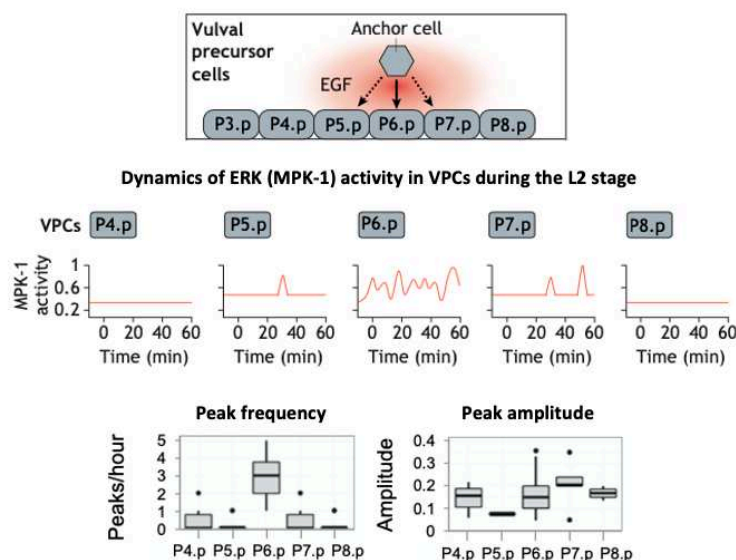 Vulval
precursor
cells
Anchor cell
EGF
P3.p P4.p P5.p P6.p P7.p P8.p
Dynamics of ERK (MPK-1) activity in VPCs during the L2 stage
VPCs P4.p P5.p P6.p P7.p P8.p
MPK-1
activity
1
0.6
0.2
0 20 40 60 0 20 40 60 0 20 40 60 0 20 40 60 0 20 40 60
Time (min) Time (min) Time (min) Time (min) Time (min)
Peak frequency
Peaks/hour
5
4
3
2
1
0
P4.p P5.p P6.p P7.p P8.p
Peak amplitude
Amplitude
0.4
0.3
0.2
0.1
0
P4.p P5.p P6.p P7.p P8.p